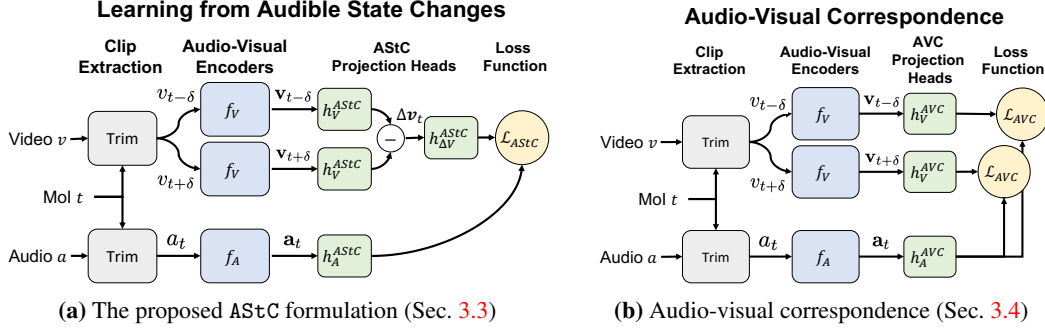 Learning from Audible State Changes
Clip
Extraction
Audio-Visual
Encoders
AStC
Projection Heads
Loss
Function
Video v
Trim
v_{t−δ}
f_V
𝐯_{t−δ}
h_V^{AStC}
Δ𝒗_t
−
h_{ΔV}^{AStC}
ℒ_{AStC}
v_{t+δ}
f_V
𝐯_{t+δ}
h_V^{AStC}
MoI t
Audio a
Trim
a_t
f_A
𝐚_t
h_A^{AStC}
(a) The proposed AStC formulation (Sec. 3.3)
Audio-Visual Correspondence
Clip
Extraction
Audio-Visual
Encoders
AVC
Projection
Heads
Loss
Function
Video v
Trim
v_{t−δ}
f_V
𝐯_{t−δ}
h_V^{AVC}
ℒ_{AVC}
v_{t+δ}
f_V
𝐯_{t+δ}
h_V^{AVC}
ℒ_{AVC}
MoI t
Audio a
Trim
a_t
f_A
𝐚_t
h_A^{AVC}
(b) Audio-visual correspondence (Sec. 3.4)